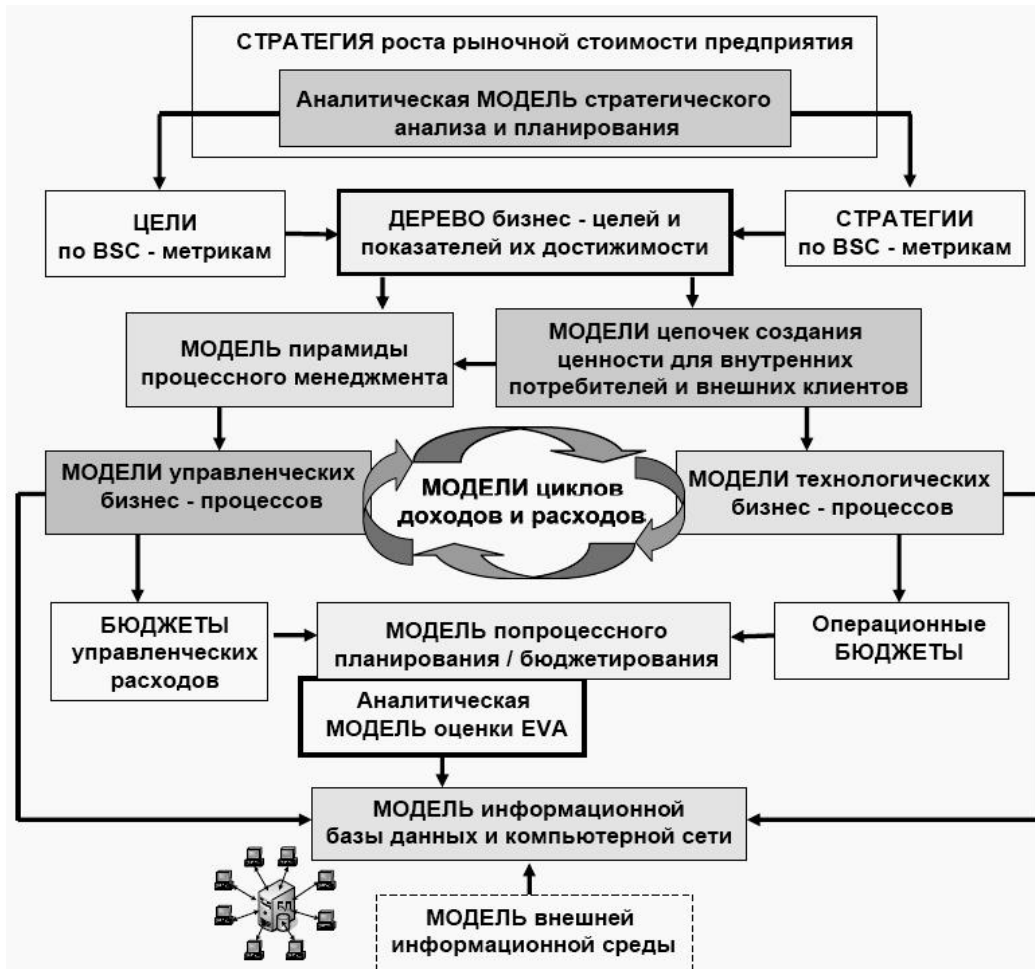 СТРАТЕГИЯ роста рыночной стоимости предприятия
Аналитическая МОДЕЛЬ стратегического
анализа и планирования
ЦЕЛИ
по BSC - метрикам
ДЕРЕВО бизнес - целей и
показателей их достижимости
СТРАТЕГИИ
по BSC - метрикам
МОДЕЛЬ пирамиды
процессного менеджмента
МОДЕЛИ цепочек создания
ценности для внутренних
потребителей и внешних клиентов
МОДЕЛИ управленческих
бизнес - процессов
МОДЕЛИ циклов
доходов и расходов
МОДЕЛИ технологических
бизнес - процессов
БЮДЖЕТЫ
управленческих
расходов
МОДЕЛЬ попроцессного
планирования / бюджетирования
Операционные
БЮДЖЕТЫ
Аналитическая
МОДЕЛЬ оценки EVA
МОДЕЛЬ информационной
базы данных и компьютерной сети
БД
МОДЕЛЬ внешней
информационной среды